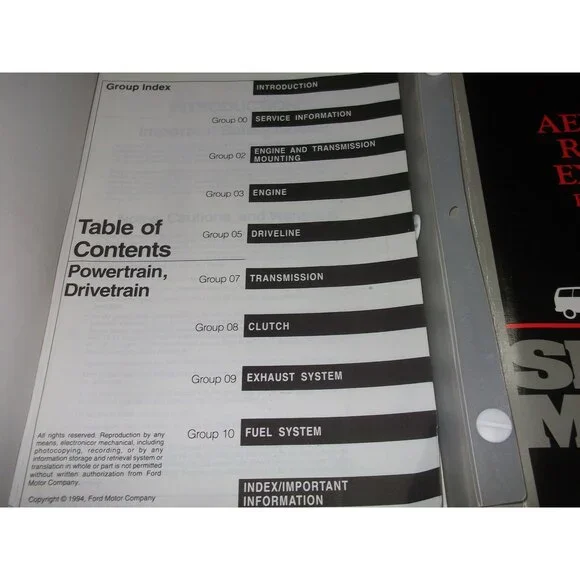 Group Index
INTRODUCTION
Group 00 SERVICE INFORMATION
Group 02 ENGINE AND TRANSMISSION
MOUNTING
Group 03 ENGINE
Table of
Contents
Group 05 DRIVELINE
Powertrain,
Drivetrain
Group 07 TRANSMISSION
Group 08 CLUTCH
Group 09 EXHAUST SYSTEM
Group 10 FUEL SYSTEM
INDEX/IMPORTANT
INFORMATION
All rights reserved. Reproduction by any
means, electronicor mechanical, including
photocopying, recording, or by any
information storage and retrieval system or
translation in whole or part is not permitted
without written authorization from Ford
Motor Company.
Copyright © 1994, Ford Motor Company